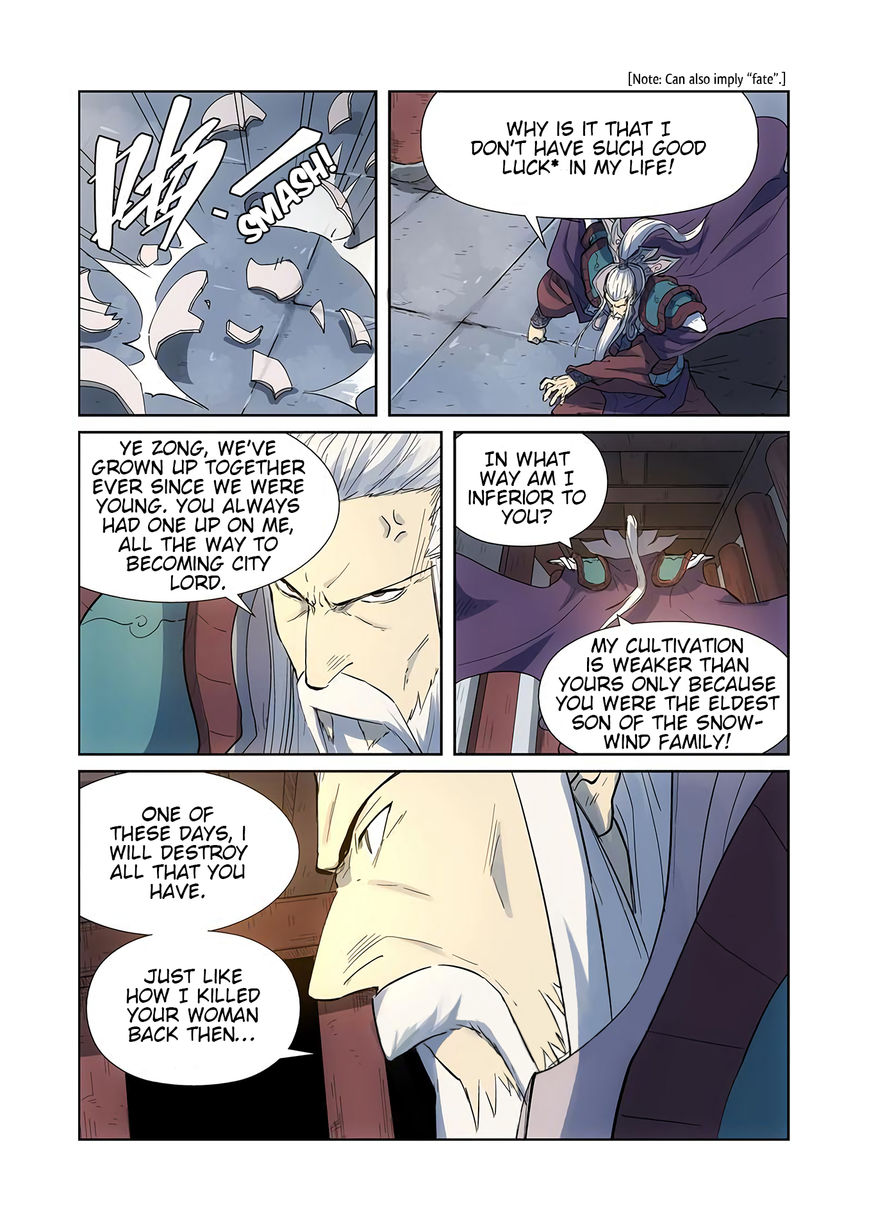 [Note: Can also imply "fate".]
SMASH!
WHY IS IT THAT I
DON'T HAVE SUCH GOOD
LUCK* IN MY LIFE!
YE ZONG, WE'VE
GROWN UP TOGETHER
EVER SINCE WE WERE
YOUNG. YOU ALWAYS
HAD ONE UP ON ME,
ALL THE WAY TO
BECOMING CITY
LORD.
IN WHAT
WAY AM I
INFERIOR TO
YOU?
MY CULTIVATION
IS WEAKER THAN
YOURS ONLY BECAUSE
YOU WERE THE ELDEST
SON OF THE SNOW-
WIND FAMILY!
ONE OF
THESE DAYS, I
WILL DESTROY
ALL THAT YOU
HAVE.
JUST LIKE
HOW I KILLED
YOUR WOMAN
BACK THEN...